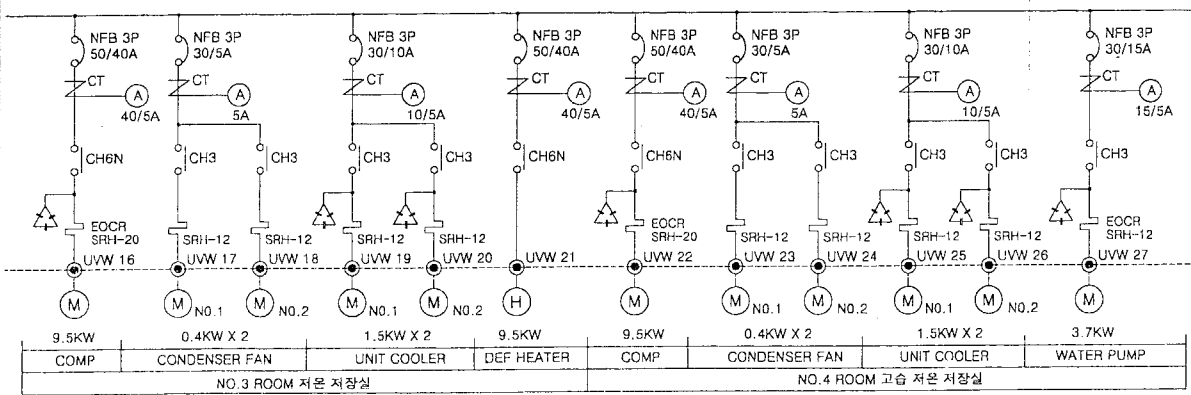 NFB 3P
50/40A
NFB 3P
30/5A
NFB 3P
30/10A
NFB 3P
50/40A
NFB 3P
50/40A
NFB 3P
30/5A
NFB 3P
30/10A
NFB 3P
30/15A
CT
A
40/5A
CT
A
5A
CT
A
10/5A
CT
A
40/5A
CT
A
40/5A
CT
A
5A
CT
A
10/5A
CT
A
15/5A
CH6N
CH3
CH3
CH3
CH3
CH6N
CH6N
CH3
CH3
CH3
CH3
CH3
EOCR
SRH-20
SRH-12
SRH-12
SRH-12
SRH-12
EOCR
SRH-20
SRH-12
SRH-12
SRH-12
SRH-12
EOCR
SRH-12
UVW 16
UVW 17
UVW 18
UVW 19
UVW 20
UVW 21
UVW 22
UVW 23
UVW 24
UVW 25
UVW 26
UVW 27
M
M NO.1
M NO.2
M NO.1
M NO.2
H
M
M NO.1
M NO.2
M NO.1
M NO.2
M
9.5KW
0.4KW X 2
1.5KW X 2
9.5KW
9.5KW
0.4KW X 2
1.5KW X 2
3.7KW
COMP
CONDENSER FAN
UNIT COOLER
DEF HEATER
COMP
CONDENSER FAN
UNIT COOLER
WATER PUMP
NO.3 ROOM 저온 저장실
NO.4 ROOM 고습 저온 저장실